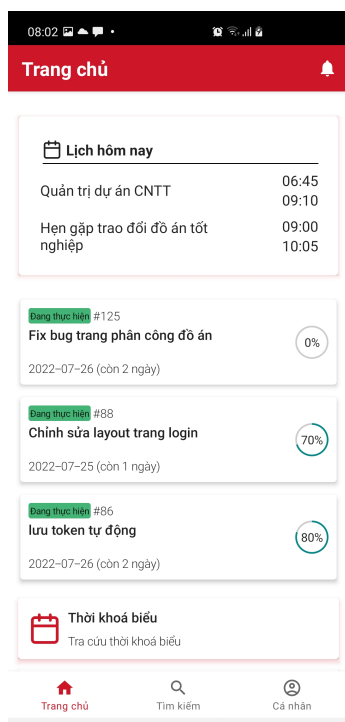 08:02
Trang chủ
Lịch hôm nay
Quản trị dự án CNTT
06:45
09:10
Hẹn gặp trao đổi đồ án tốt
nghiệp
09:00
10:05
Đang thực hiện #125
Fix bug trang phân công đồ án
0%
2022-07-26 (còn 2 ngày)
Đang thực hiện #88
Chỉnh sửa layout trang login
70%
2022-07-25 (còn 1 ngày)
Đang thực hiện #86
lưu token tự động
80%
2022-07-26 (còn 2 ngày)
Thời khoá biểu
Tra cứu thời khoá biểu
Trang chủ Tìm kiếm Cá nhân